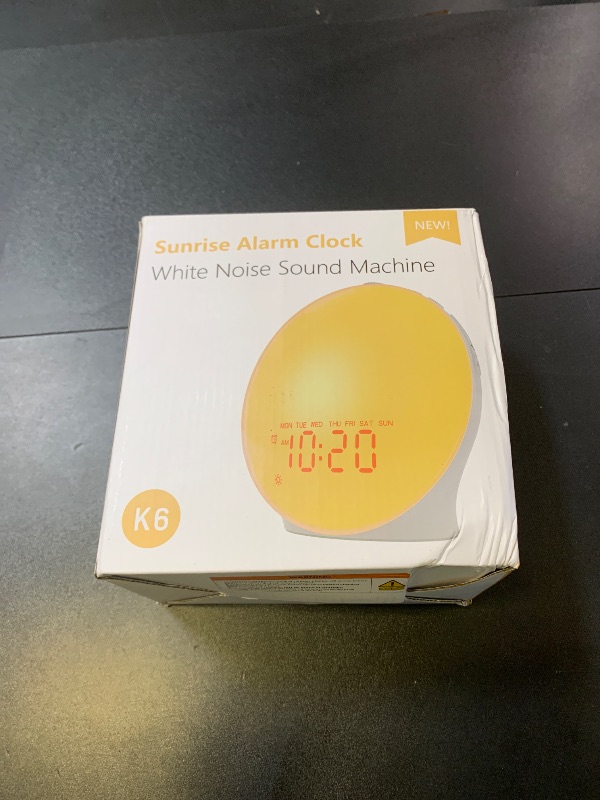 NEW!
Sunrise Alarm Clock
White Noise Sound Machine
MON TUE WED THU FRI SAT SUN
AM
10:20
K6
WARNING